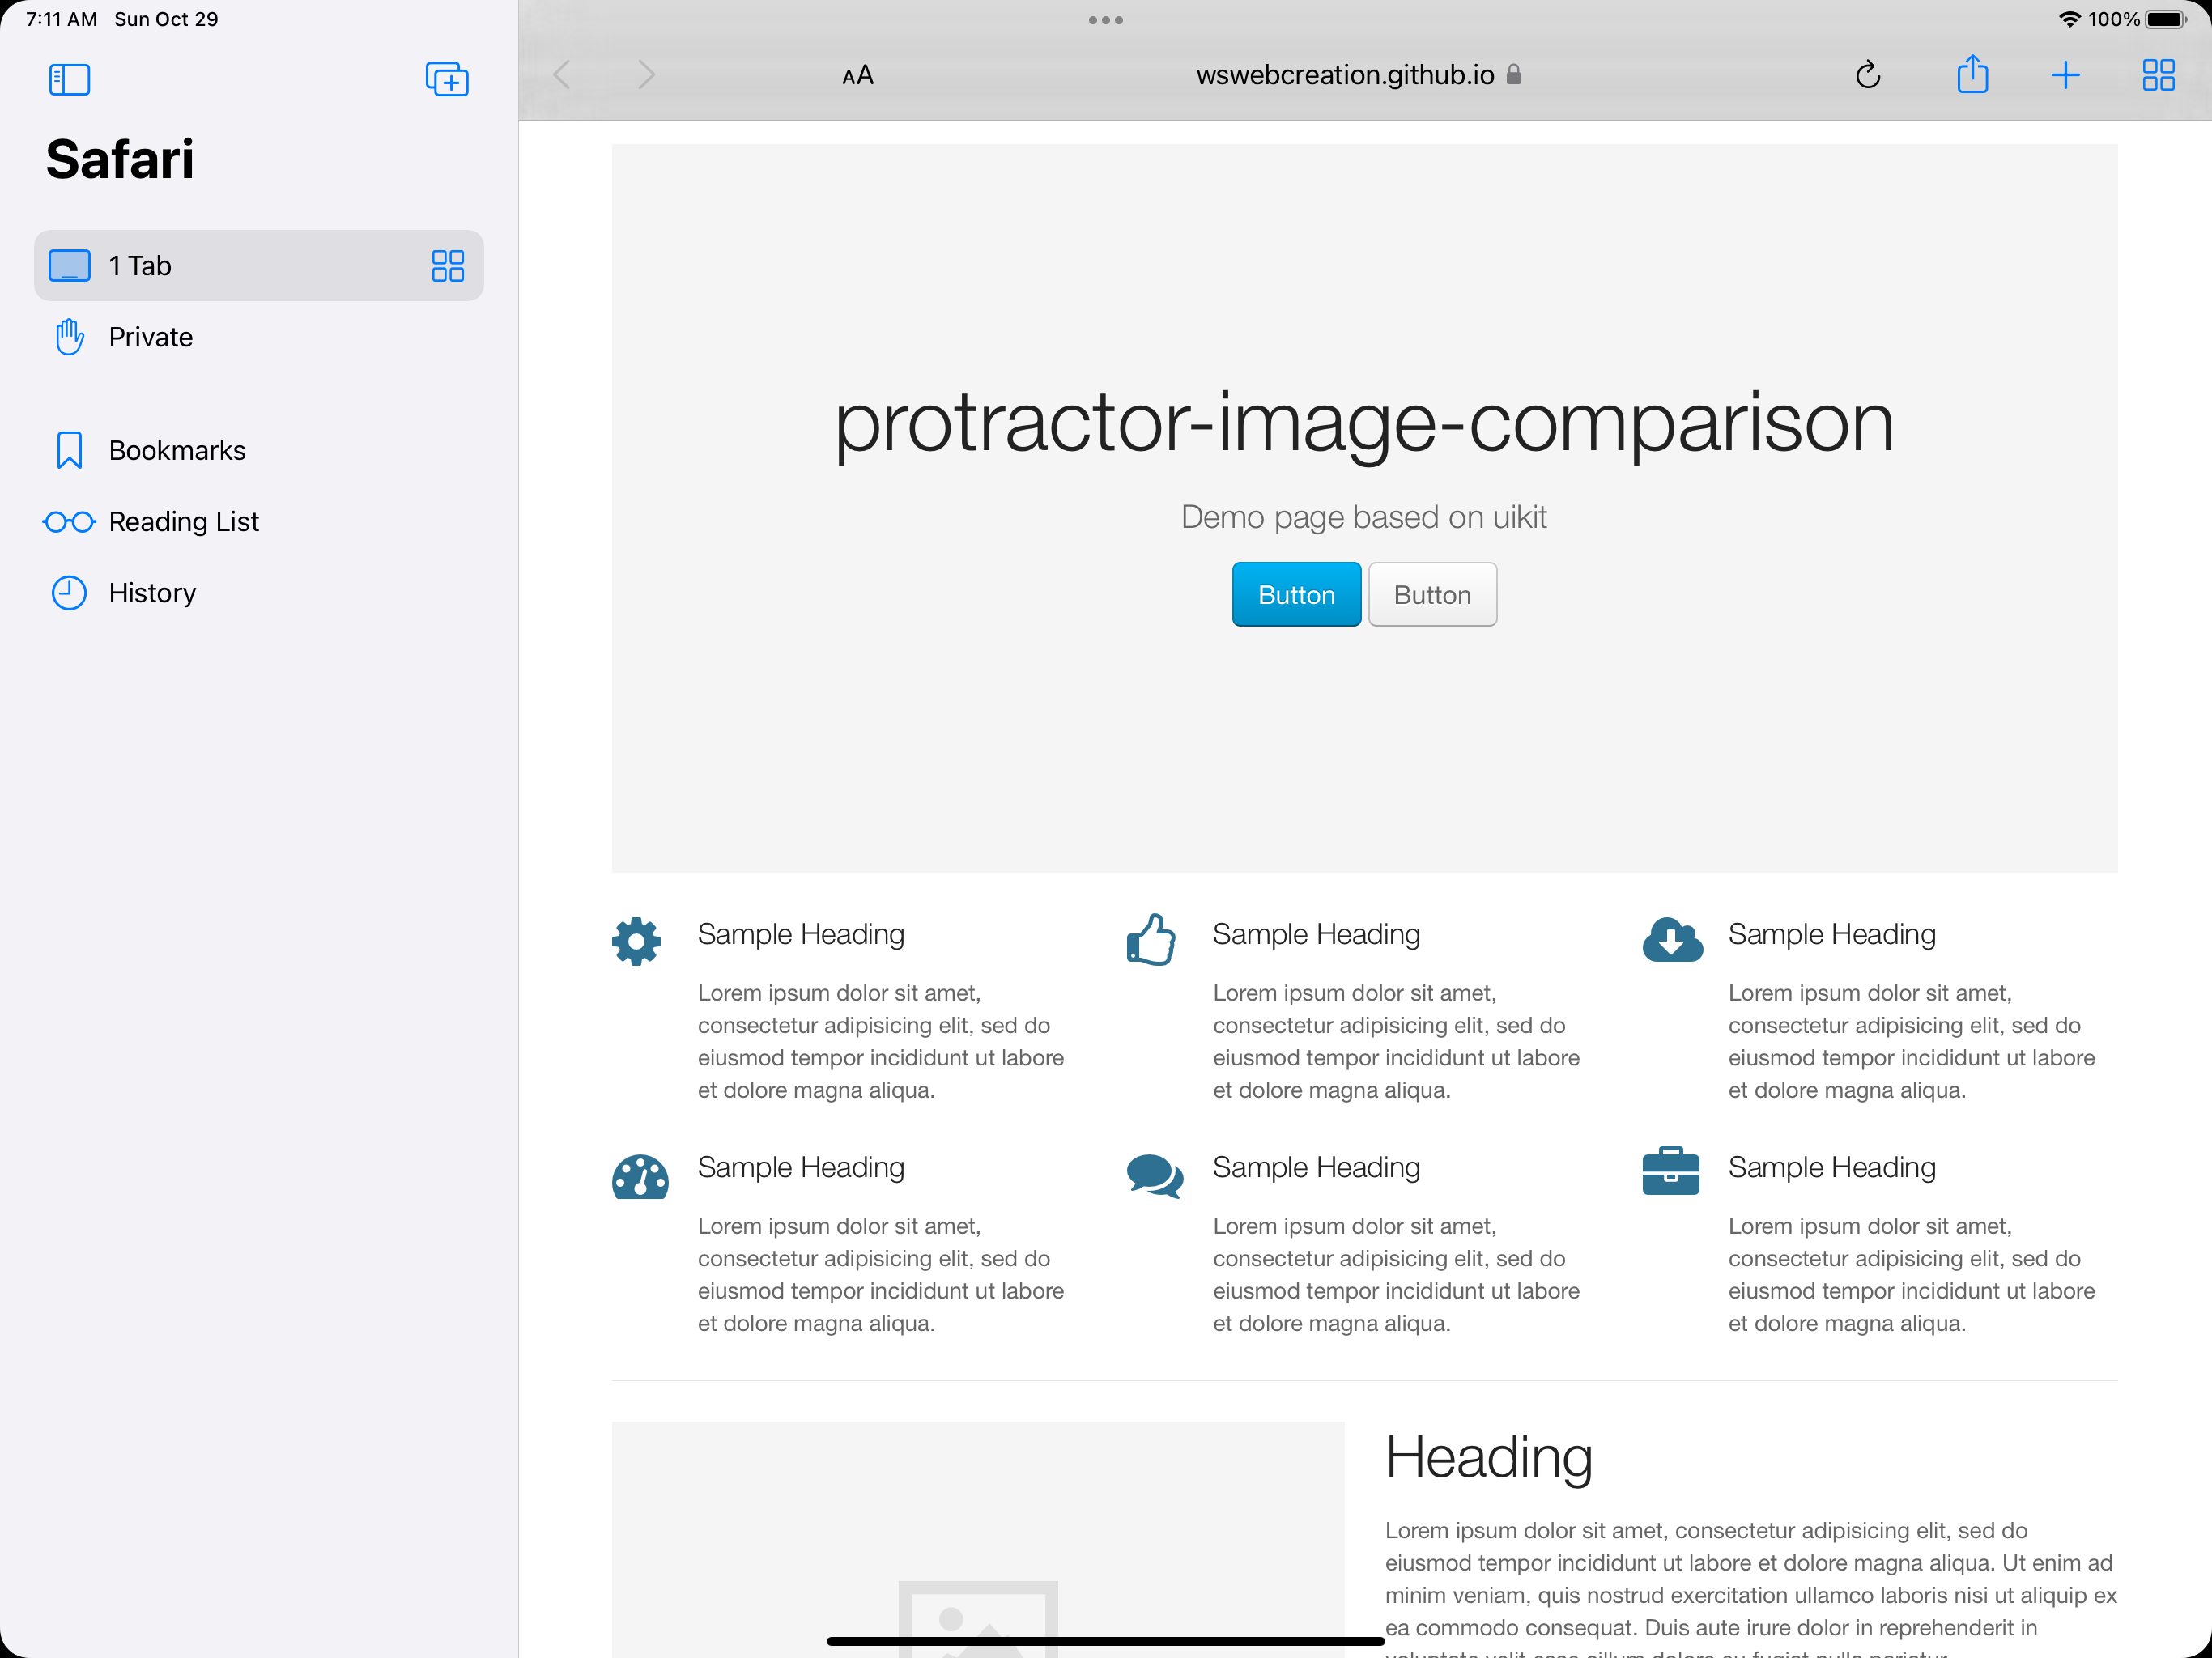 7:11 AM Sun Oct 29
100%
Safari
1 Tab
Private
Bookmarks
Reading List
History
AA
wswebcreation.github.io
protractor-image-comparison
Demo page based on uikit
Button
Button
Sample Heading
Lorem ipsum dolor sit amet,
consectetur adipisicing elit, sed do
eiusmod tempor incididunt ut labore
et dolore magna aliqua.
Sample Heading
Lorem ipsum dolor sit amet,
consectetur adipisicing elit, sed do
eiusmod tempor incididunt ut labore
et dolore magna aliqua.
Sample Heading
Lorem ipsum dolor sit amet,
consectetur adipisicing elit, sed do
eiusmod tempor incididunt ut labore
et dolore magna aliqua.
Sample Heading
Lorem ipsum dolor sit amet,
consectetur adipisicing elit, sed do
eiusmod tempor incididunt ut labore
et dolore magna aliqua.
Sample Heading
Lorem ipsum dolor sit amet,
consectetur adipisicing elit, sed do
eiusmod tempor incididunt ut labore
et dolore magna aliqua.
Sample Heading
Lorem ipsum dolor sit amet,
consectetur adipisicing elit, sed do
eiusmod tempor incididunt ut labore
et dolore magna aliqua.
Heading
Lorem ipsum dolor sit amet, consectetur adipisicing elit, sed do
eiusmod tempor incididunt ut labore et dolore magna aliqua. Ut enim ad
minim veniam, quis nostrud exercitation ullamco laboris nisi ut aliquip ex
ea commodo consequat. Duis aute irure dolor in reprehenderit in